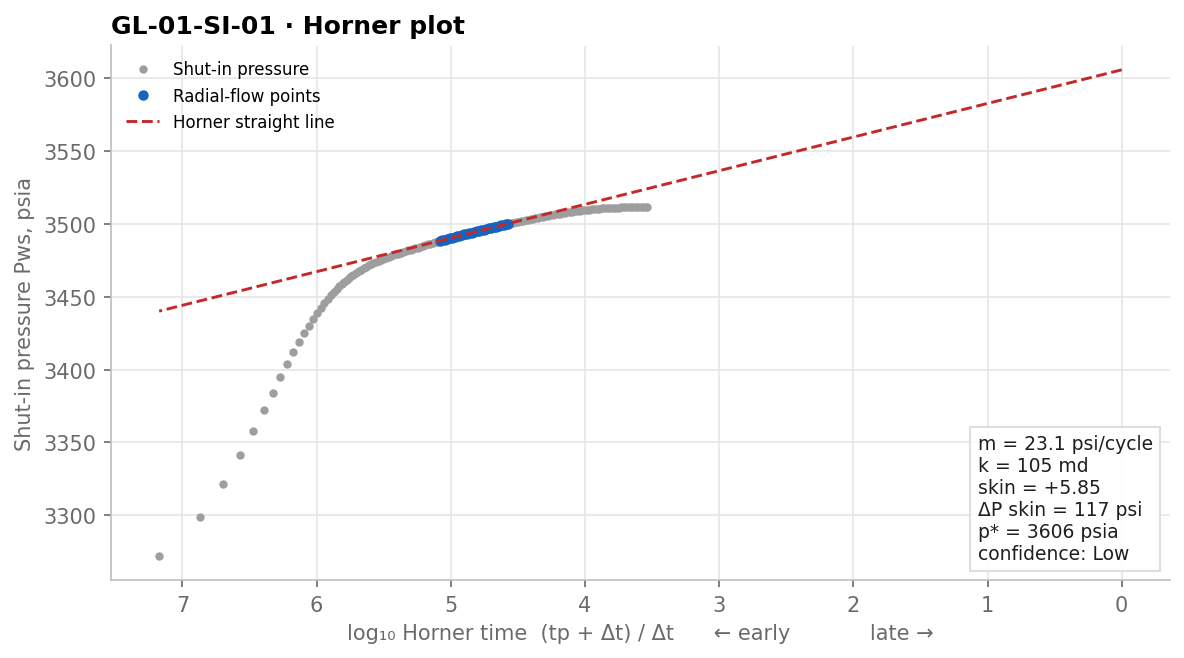 GL-01-SI-01 · Horner plot
Shut-in pressure
Radial-flow points
Horner straight line
Shut-in pressure Pws, psia
3600
3550
3500
3450
3400
3350
3300
m = 23.1 psi/cycle
k = 105 md
skin = +5.85
ΔP skin = 117 psi
p* = 3606 psia
confidence: Low
7 6 5 4 3 2 1 0
log₁₀ Horner time (tp + Δt) / Δt ← early late →